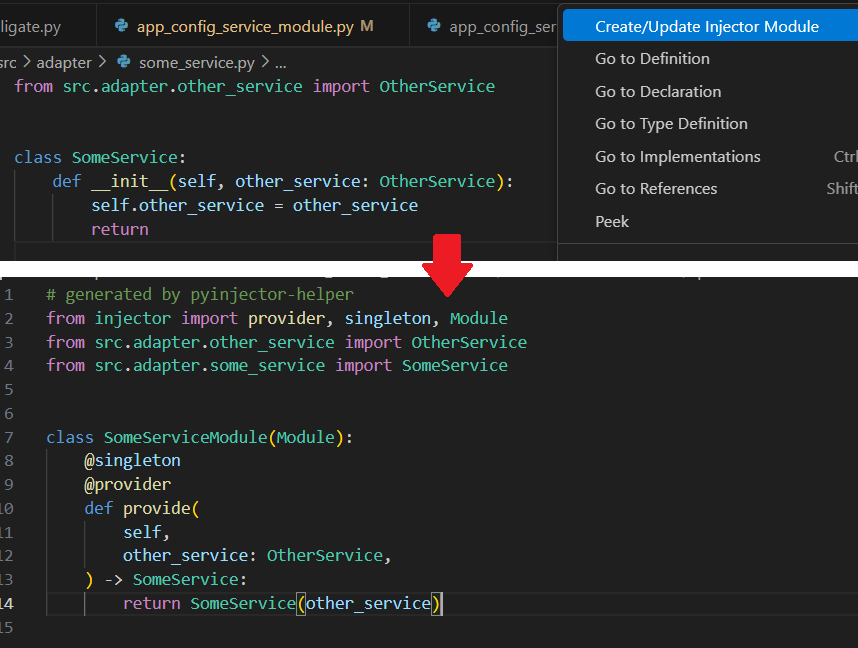 ligate.py app_config_service_module.py M app_config_ser
src > adapter > some_service.py > ...
from src.adapter.other_service import OtherService
class SomeService:
def __init__(self, other_service: OtherService):
self.other_service = other_service
return
Create/Update Injector Module
Go to Definition
Go to Declaration
Go to Type Definition
Go to Implementations Ctrl
Go to References Shift
Peek
1 # generated by pyinjector-helper
2 from injector import provider, singleton, Module
3 from src.adapter.other_service import OtherService
4 from src.adapter.some_service import SomeService
5
6
7 class SomeServiceModule(Module):
8 @singleton
9 @provider
10 def provide(
11 self,
12 other_service: OtherService,
13 ) -> SomeService:
14 return SomeService(other_service)
15